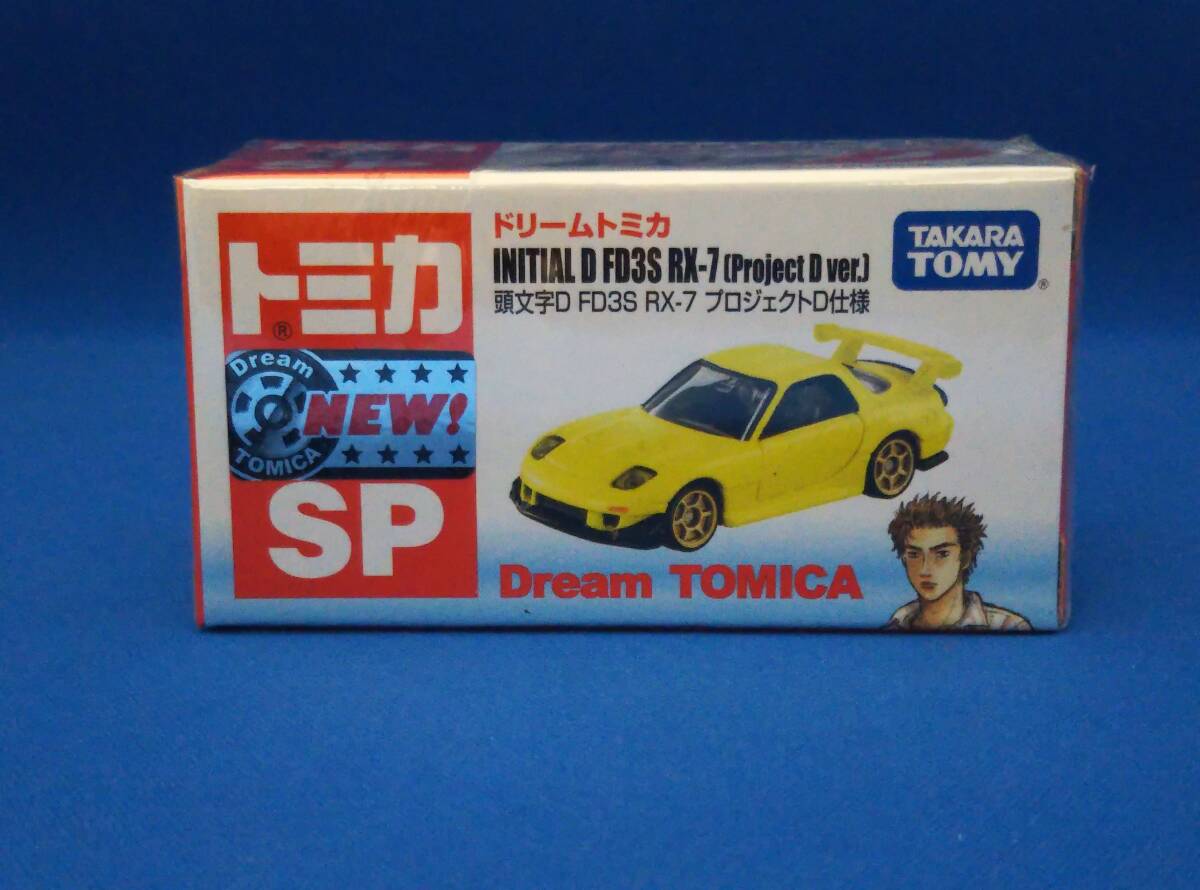 トミカ
®
Dream
NEW!
TOMICA
SP
ドリームトミカ
INITIAL D FD3S RX-7 (Project D ver.)
頭文字D FD3S RX-7 プロジェクトD仕様
TAKARA
TOMY
®
Dream TOMICA